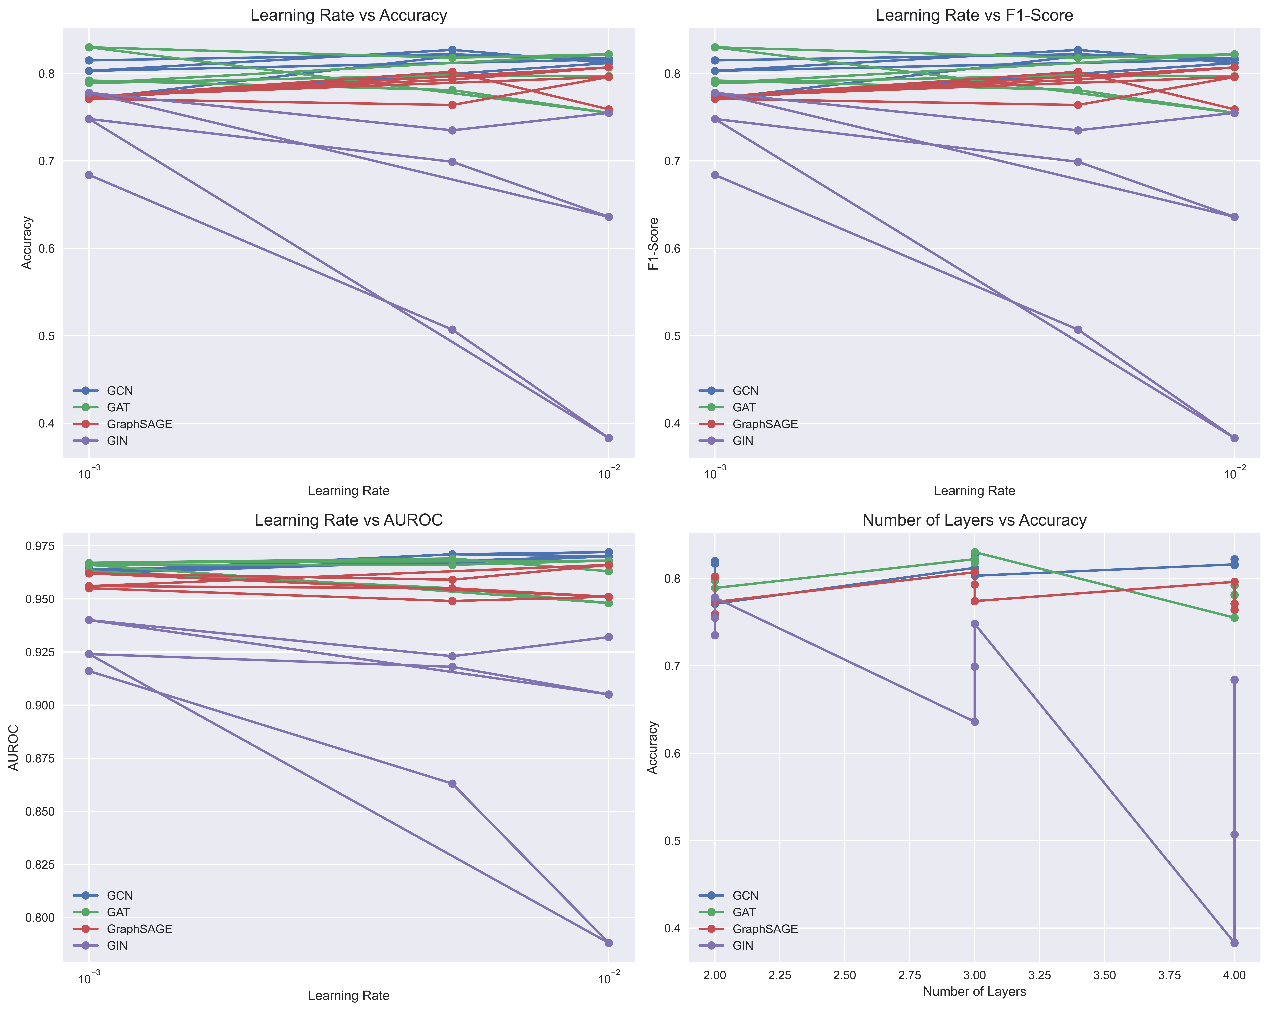 Learning Rate vs Accuracy
Accuracy
0.8
0.7
0.6
0.5
0.4
GCN
GAT
GraphSAGE
GIN
10⁻³
10⁻²
Learning Rate
Learning Rate vs F1-Score
F1-Score
0.8
0.7
0.6
0.5
0.4
GCN
GAT
GraphSAGE
GIN
10⁻³
10⁻²
Learning Rate
Learning Rate vs AUROC
AUROC
0.975
0.950
0.925
0.900
0.875
0.850
0.825
0.800
GCN
GAT
GraphSAGE
GIN
10⁻³
10⁻²
Learning Rate
Number of Layers vs Accuracy
Accuracy
0.8
0.7
0.6
0.5
0.4
GCN
GAT
GraphSAGE
GIN
2.00 2.25 2.50 2.75 3.00 3.25 3.50 3.75 4.00
Number of Layers